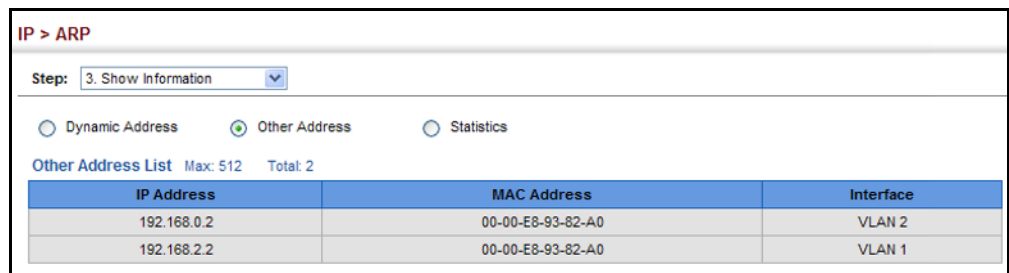 IP > ARP
Step: 3. Show Information
Dynamic Address Other Address Statistics
Other Address List Max: 512 Total: 2
IP Address MAC Address Interface
192.168.0.2 00-00-E8-93-82-A0 VLAN 2
192.168.2.2 00-00-E8-93-82-A0 VLAN 1